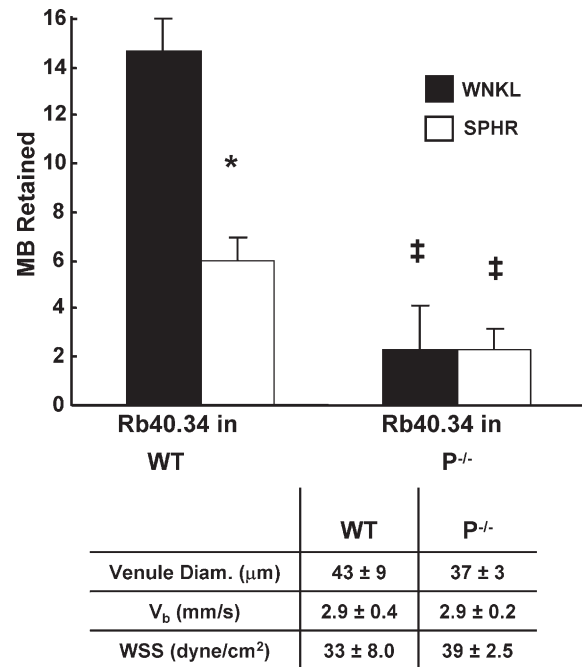 16
14
12
10
8
6
4
2
0
MB Retained
WNKL
SPHR
*
‡
‡
Rb40.34 in Rb40.34 in
WT P-/-
WT P-/-
Venule Diam. (μm) 43 ± 9 37 ± 3
Vb (mm/s) 2.9 ± 0.4 2.9 ± 0.2
WSS (dyne/cm²) 33 ± 8.0 39 ± 2.5